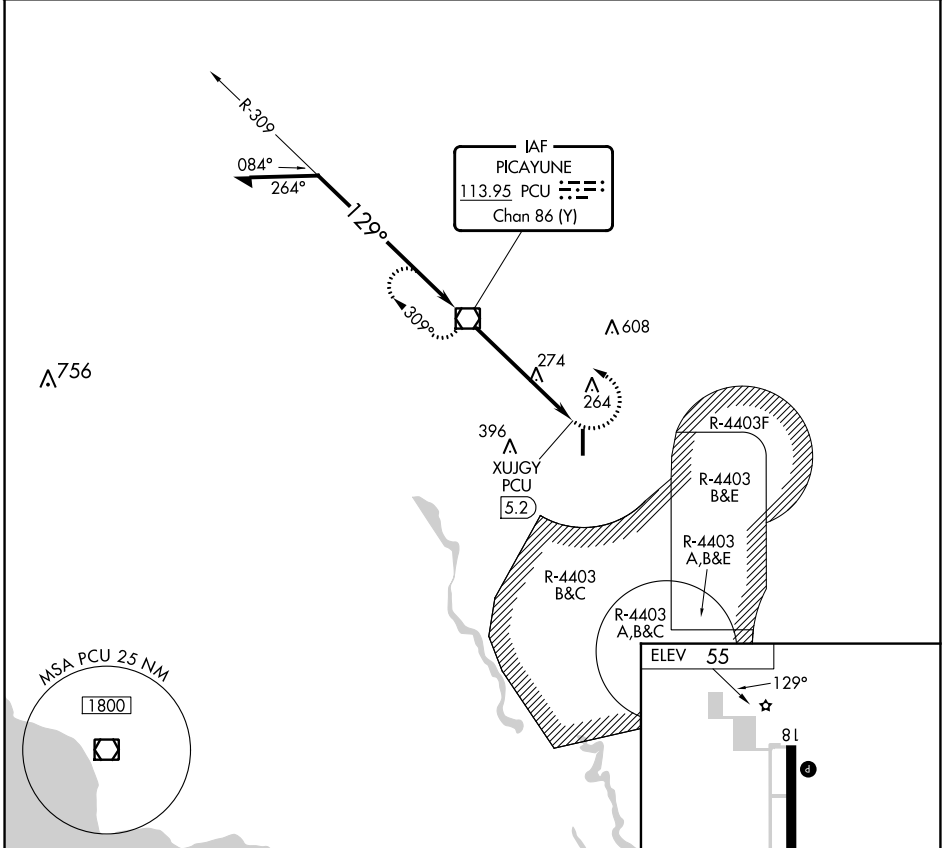 R-309
084°
264°
129°
309°
IAF
PICAYUNE
113.95 PCU
Chan 86 (Y)
608
756
274
264
396
XUJGY
PCU
5.2
R-4403F
R-4403
B&E
R-4403
A,B&E
R-4403
B&C
R-4403
A,B&C
MSA PCU 25 NM
1800
ELEV 55
129°
18
P